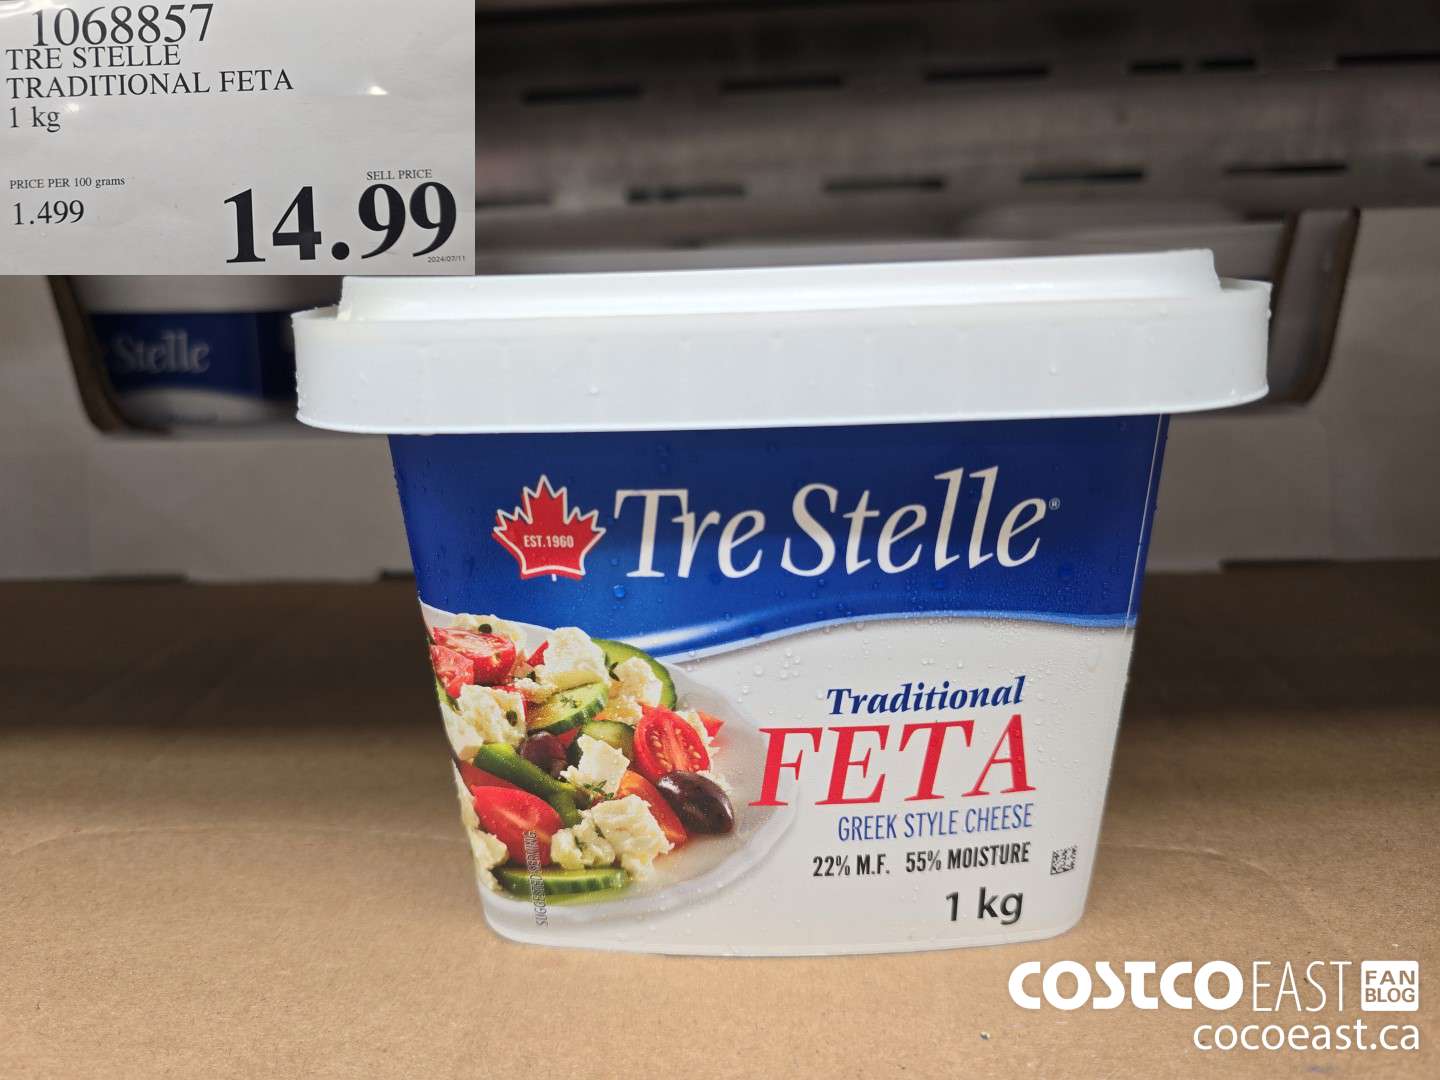 1068857
TRE STELLE
TRADITIONAL FETA
1 kg
PRICE PER 100 grams
1.499
SELL PRICE
14.99
2024/07/11
Stelle
EST.1960
Tre Stelle®
Traditional
FETA
GREEK STYLE CHEESE
22% M.F. 55% MOISTURE
1 kg
SUGGESTED SERVING
COSTCO EAST FAN BLOG
cocoeast.ca